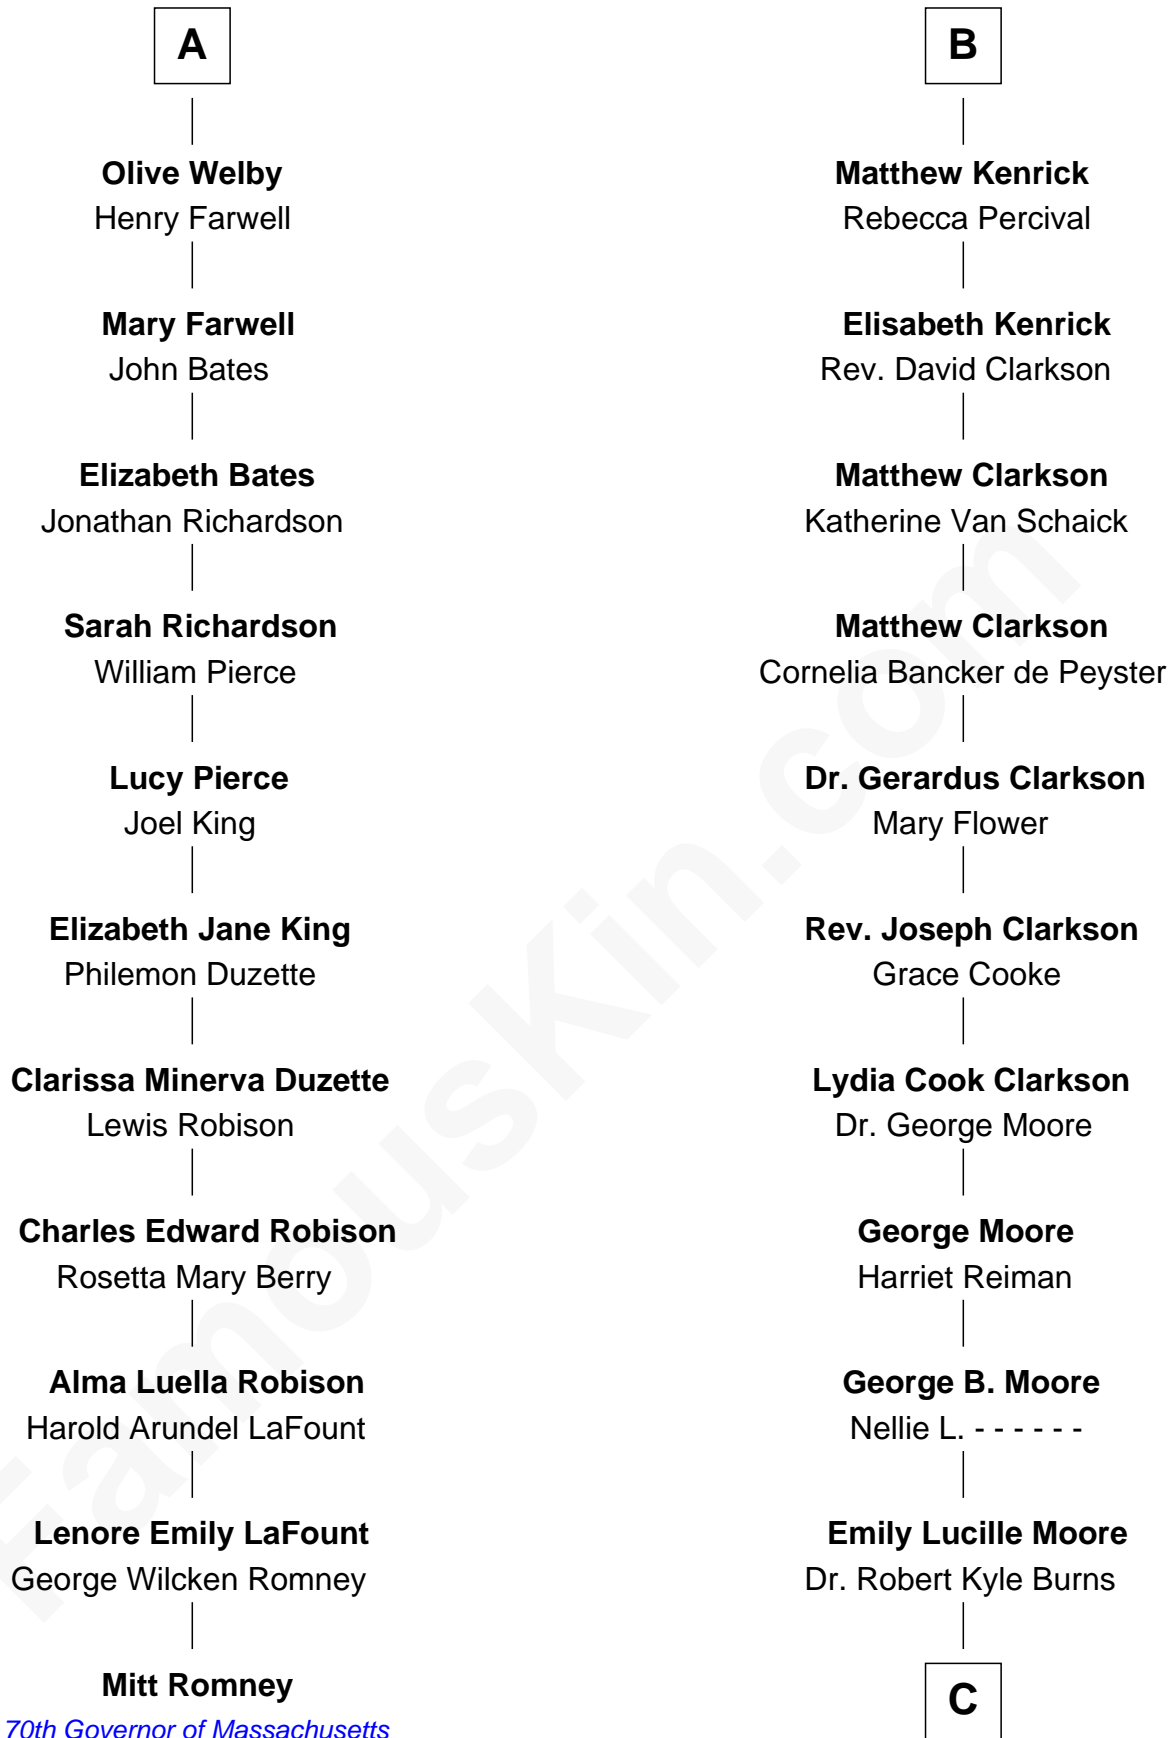 A
Olive Welby
Henry Farwell
Mary Farwell
John Bates
Elizabeth Bates
Jonathan Richardson
Sarah Richardson
William Pierce
Lucy Pierce
Joel King
Elizabeth Jane King
Philemon Duzette
Clarissa Minerva Duzette
Lewis Robison
Charles Edward Robison
Rosetta Mary Berry
Alma Luella Robison
Harold Arundel LaFount
Lenore Emily LaFount
George Wilcken Romney
Mitt Romney
70th Governor of Massachusetts
B
Matthew Kenrick
Rebecca Percival
Elisabeth Kenrick
Rev. David Clarkson
Matthew Clarkson
Katherine Van Schaick
Matthew Clarkson
Cornelia Bancker de Peyster
Dr. Gerardus Clarkson
Mary Flower
Rev. Joseph Clarkson
Grace Cooke
Lydia Cook Clarkson
Dr. George Moore
George Moore
Harriet Reiman
George B. Moore
Nellie L. - - - - - -
Emily Lucille Moore
Dr. Robert Kyle Burns
C
FamousKin.com